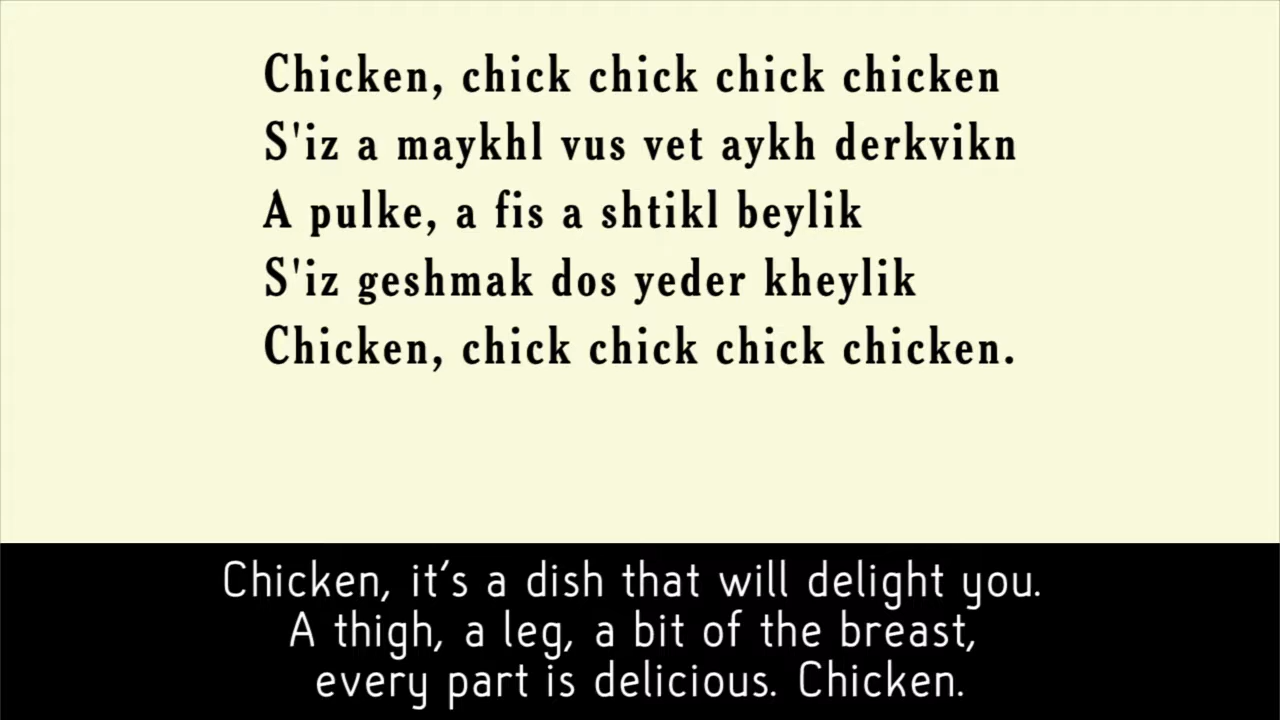 Chicken, chick chick chick chicken
S'iz a maykhl vus vet aykh derkvikn
A pulke, a fis a shtikl beylik
S'iz geshmak dos yeder kheylik
Chicken, chick chick chick chicken.
Chicken, it's a dish that will delight you.
A thigh, a leg, a bit of the breast,
every part is delicious. Chicken.